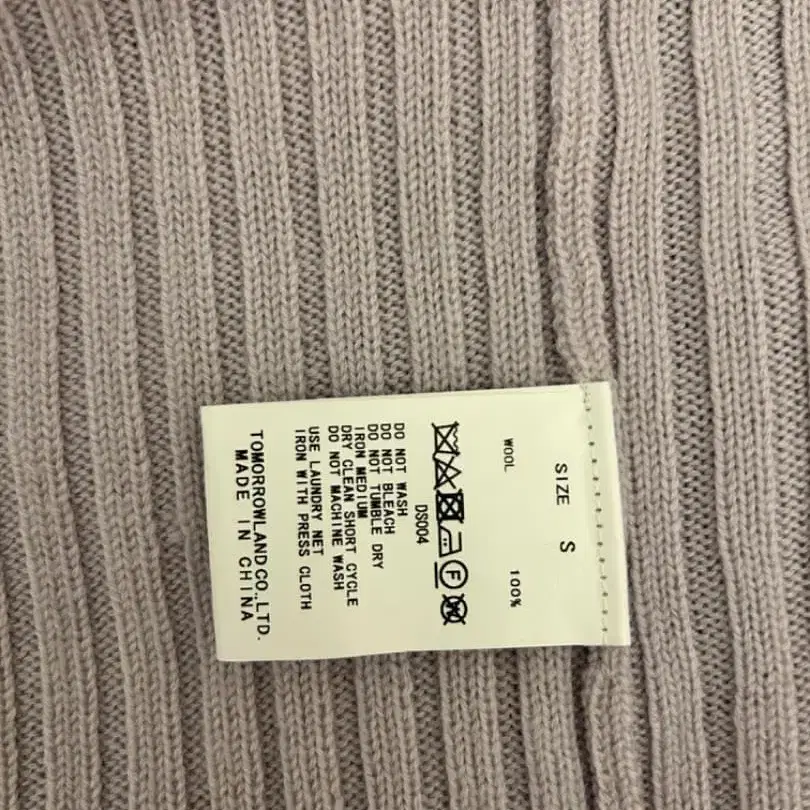 SIZE S
WOOL 100%
F W
DS004
DO NOT WASH
DO NOT BLEACH
DO NOT TUMBLE DRY
IRON MEDIUM
DRY CLEAN SHORT CYCLE
DO NOT MACHINE WASH
USE LAUNDRY NET
IRON WITH PRESS CLOTH
TOMORROWLAND CO.,LTD.
MADE IN CHINA